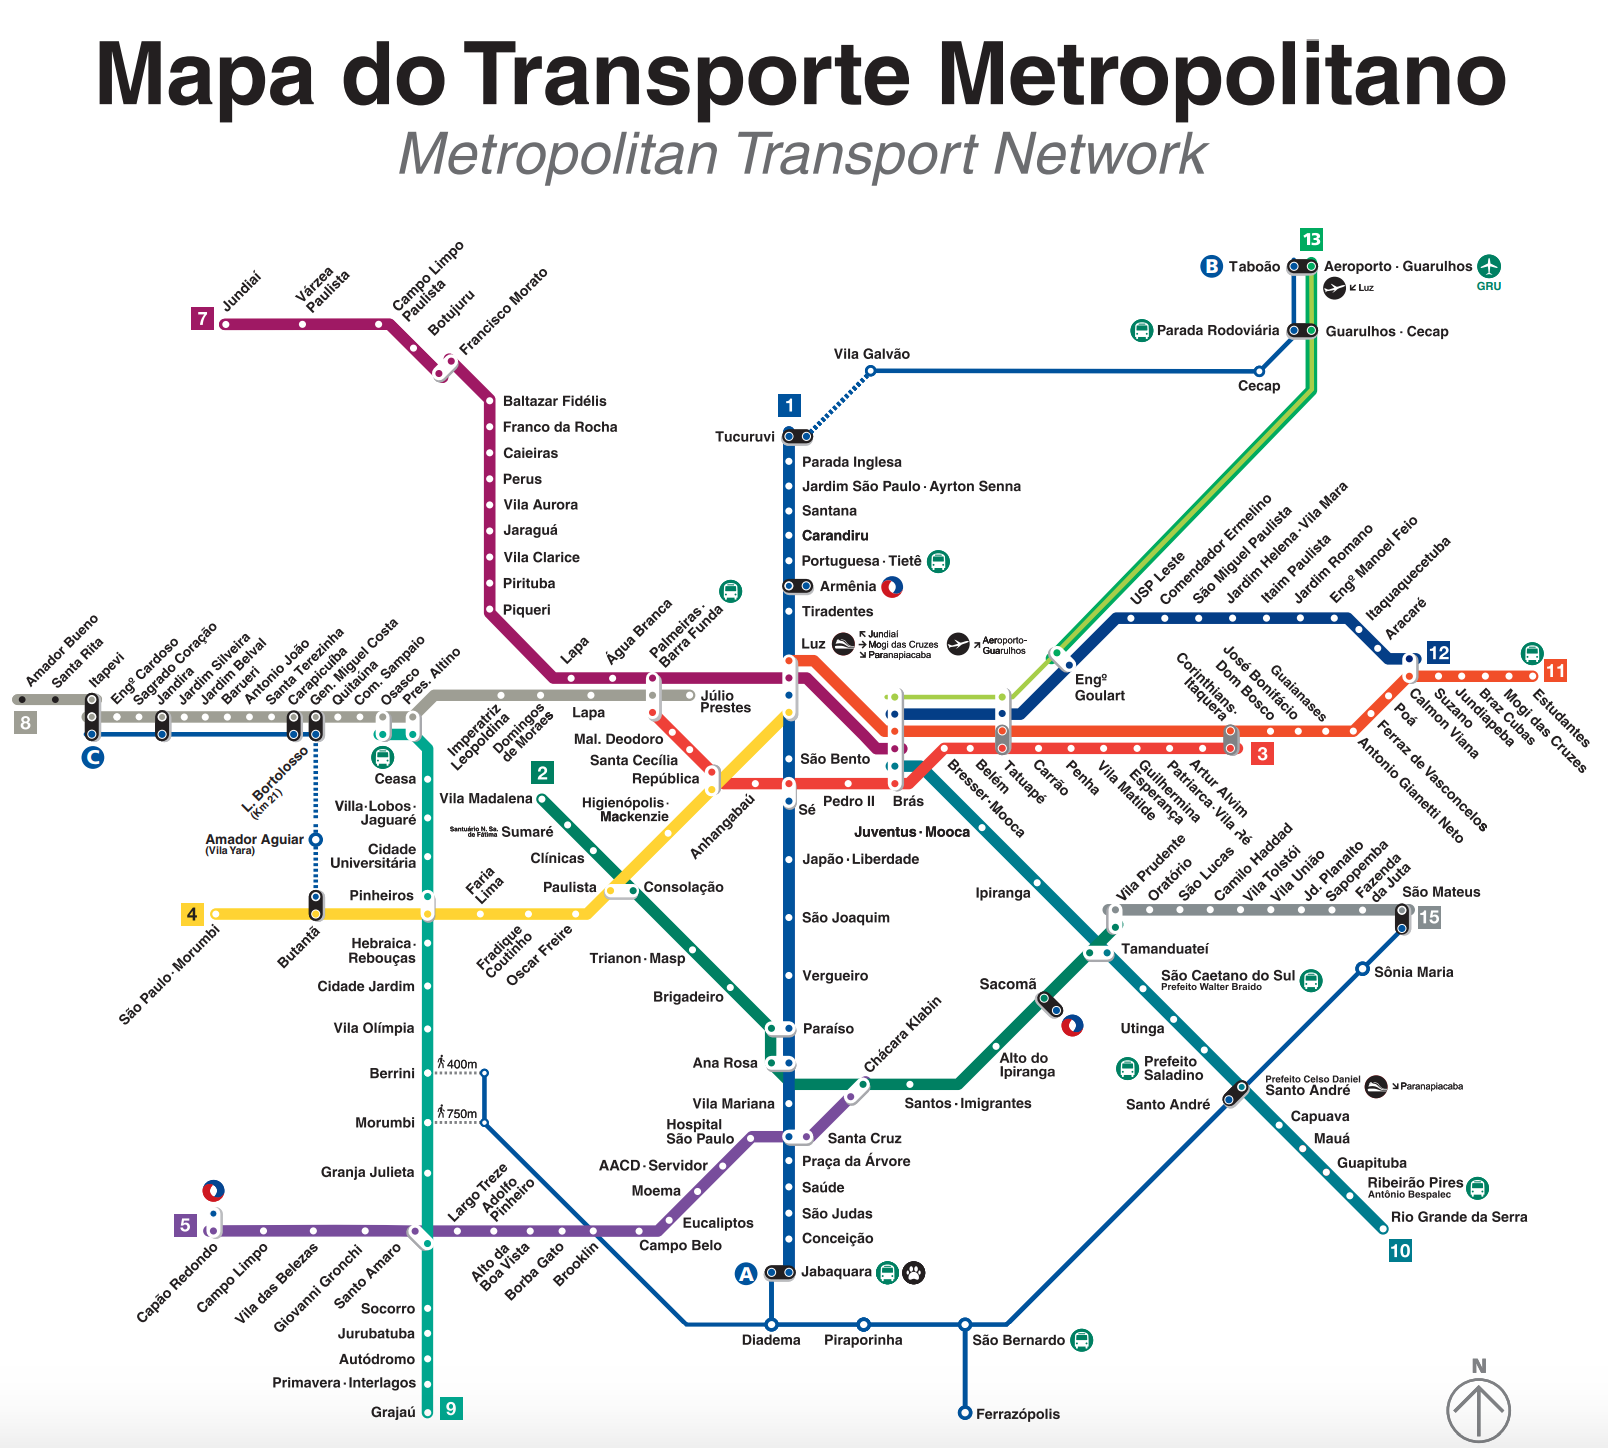 Mapa do Transporte Metropolitano
Metropolitan Transport Network
13
B
Taboão
Aeroporto · Guarulhos
GRU
↙ Luz
Parada Rodoviária
Guarulhos · Cecap
Vila Galvão
Cecap
7
Jundiaí
Várzea
Paulista
Campo Limpo
Paulista
Botujuru
Francisco Morato
Baltazar Fidélis
Franco da Rocha
Caieiras
Perus
Vila Aurora
Jaraguá
Vila Clarice
Pirituba
Piqueri
1
Tucuruvi
Parada Inglesa
Jardim São Paulo · Ayrton Senna
Santana
Carandiru
Portuguesa · Tietê
Armênia
Tiradentes
Luz
↖ Jundiaí
→ Mogi das Cruzes
↘ Paranapiacaba
↗ Aeroporto-
Guarulhos
Lapa
Água Branca
Palmeiras ·
Barra Funda
USP Leste
Comendador Ermelino
São Miguel Paulista
Jardim Helena · Vila Mara
Itaim Paulista
Jardim Romano
Engº Manoel Feio
Itaquaquecetuba
Aracaré
12
11
Engº
Goulart
Amador Bueno
Santa Rita
Itapevi
Engº Cardoso
Sagrado Coração
Jandira
Jardim Silveira
Jardim Belval
Barueri
Antonio João
Santa Terezinha
Carapicuíba
Gen. Miguel Costa
Quitaúna
Com. Sampaio
Osasco
Pres. Altino
8
C
Imperatriz
Leopoldina
Domingos
de Moraes
Lapa
Júlio
Prestes
Mal. Deodoro
Santa Cecília
República
Anhangabaú
São Bento
Sé
Pedro II
Brás
Bresser · Mooca
Belém
Tatuapé
Carrão
Penha
Vila Matilde
Guilhermina
Esperança
Patriarca · Vila Ré
Artur Alvim
Corinthians-
Itaquera
3
Dom Bosco
José Bonifácio
Guaianases
Antonio Gianetti Neto
Ferraz de Vasconcelos
Poá
Calmon Viana
Suzano
Jundiapeba
Braz Cubas
Mogi das Cruzes
Estudantes
L. Bortolosso
(Km 21)
Amador Aguiar
(Vila Yara)
Butantã
Ceasa
Villa-Lobos ·
Jaguaré
Cidade
Universitária
Pinheiros
Hebraica ·
Rebouças
Cidade Jardim
Vila Olímpia
Berrini
400m
Morumbi
750m
Granja Julieta
2
Vila Madalena
Santuário N. Sa.
de Fátima
Sumaré
Clínicas
Paulista
Consolação
Higienópolis ·
Mackenzie
Trianon · Masp
Brigadeiro
Paraíso
Ana Rosa
4
São Paulo · Morumbi
Faria
Lima
Fradique
Coutinho
Oscar Freire
Japão · Liberdade
São Joaquim
Vergueiro
Vila Mariana
Chácara Klabin
Santos · Imigrantes
Alto do
Ipiranga
Sacomã
Tamanduateí
Juventus · Mooca
Ipiranga
Vila Prudente
Oratório
São Lucas
Camilo Haddad
Vila Tolstói
Vila União
Jd. Planalto
Sapopemba
Fazenda
da Juta
São Mateus
15
Sônia Maria
São Caetano do Sul
Prefeito Walter Braido
Utinga
Prefeito
Saladino
Prefeito Celso Daniel
Santo André
↘ Paranapiacaba
Santo André
Capuava
Mauá
Guapituba
Ribeirão Pires
Antônio Bespalec
Rio Grande da Serra
10
Hospital
São Paulo
Santa Cruz
AACD · Servidor
Moema
Eucaliptos
Campo Belo
Praça da Árvore
Saúde
São Judas
Conceição
A
Jabaquara
5
Capão Redondo
Campo Limpo
Vila das Belezas
Giovanni Gronchi
Santo Amaro
Largo Treze
Adolfo
Pinheiro
Alto da
Boa Vista
Borba Gato
Brooklin
Socorro
Jurubatuba
Autódromo
Primavera · Interlagos
Grajaú
9
Diadema
Piraporinha
São Bernardo
Ferrazópolis
N